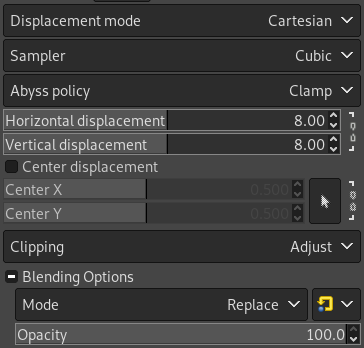 Displacement mode Cartesian
Sampler Cubic
Abyss policy Clamp
Horizontal displacement 8.00
Vertical displacement 8.00
Center displacement
Center X 0.500
Center Y 0.500
Clipping Adjust
Blending Options
Mode Replace
Opacity 100.0